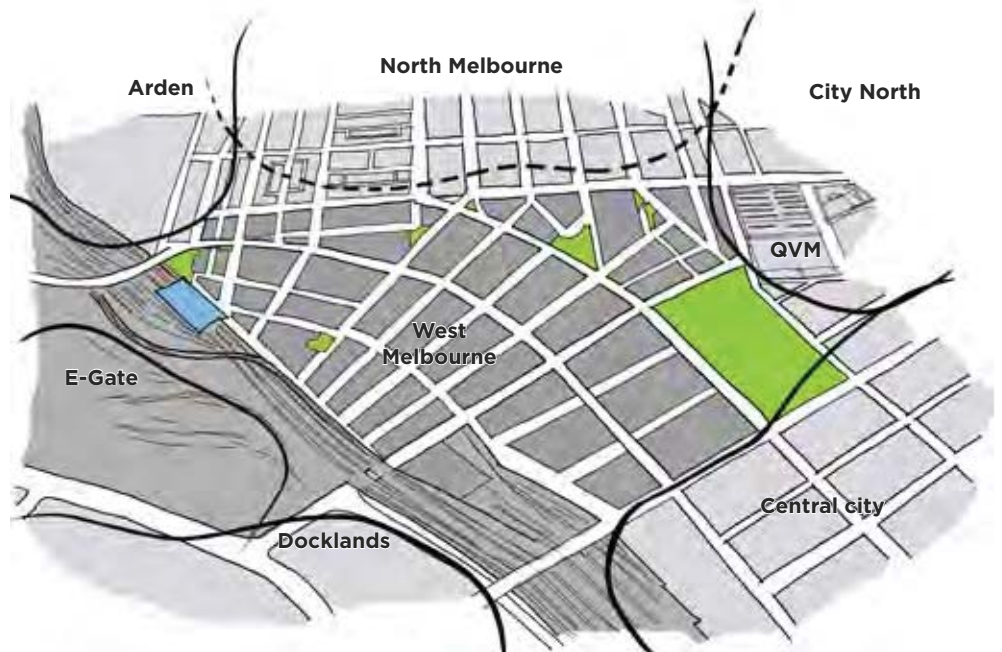 North Melbourne
Arden
City North
QVM
West
Melbourne
E-Gate
Central city
Docklands